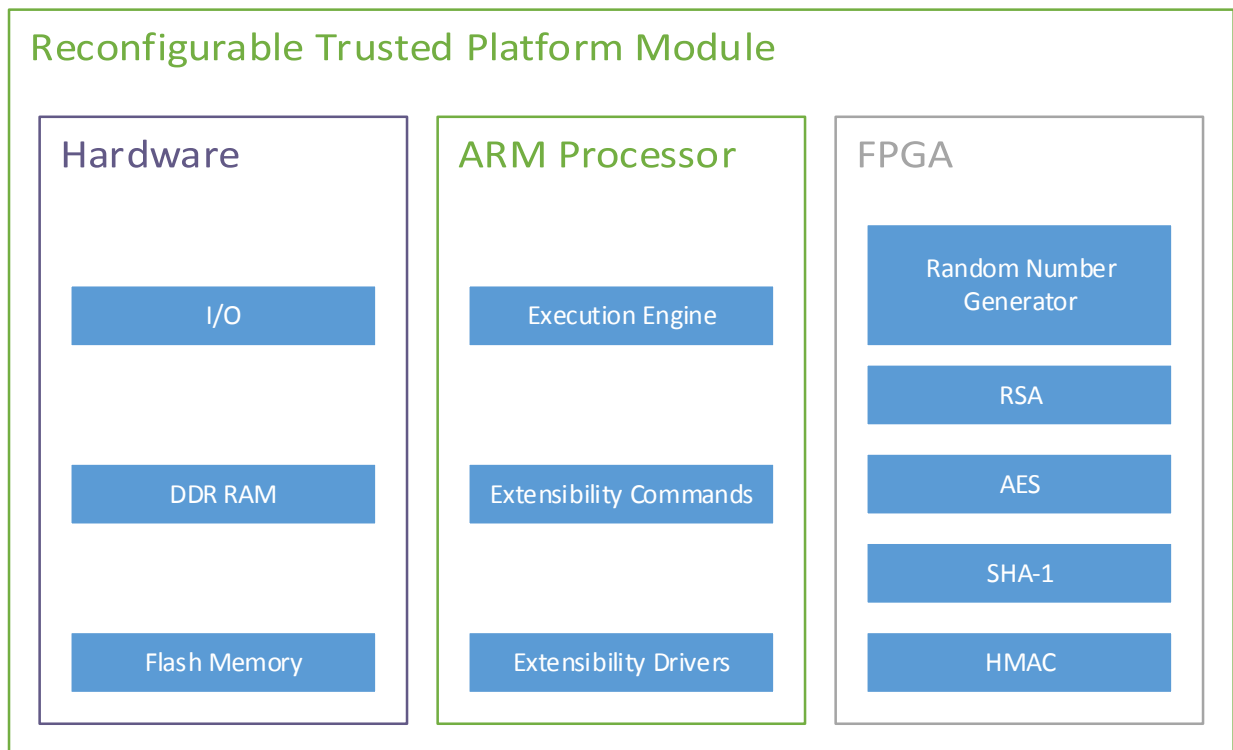 Reconfigurable Trusted Platform Module
Hardware
I/O
DDR RAM
Flash Memory
ARM Processor
Execution Engine
Extensibility Commands
Extensibility Drivers
FPGA
Random Number
Generator
RSA
AES
SHA-1
HMAC